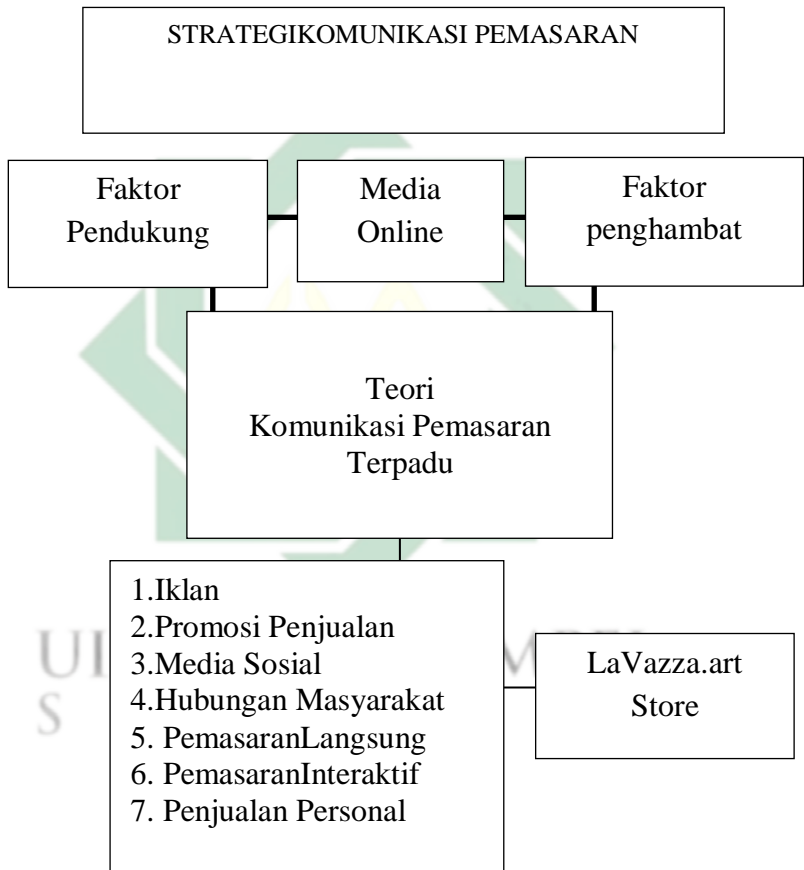 STRATEGIKOMUNIKASI PEMASARAN
Faktor
Pendukung
Media
Online
Faktor
penghambat
Teori
Komunikasi Pemasaran
Terpadu
1.Iklan
2.Promosi Penjualan
3.Media Sosial
4.Hubungan Masyarakat
5. PemasaranLangsung
6. PemasaranInteraktif
7. Penjualan Personal
LaVazza.art
Store